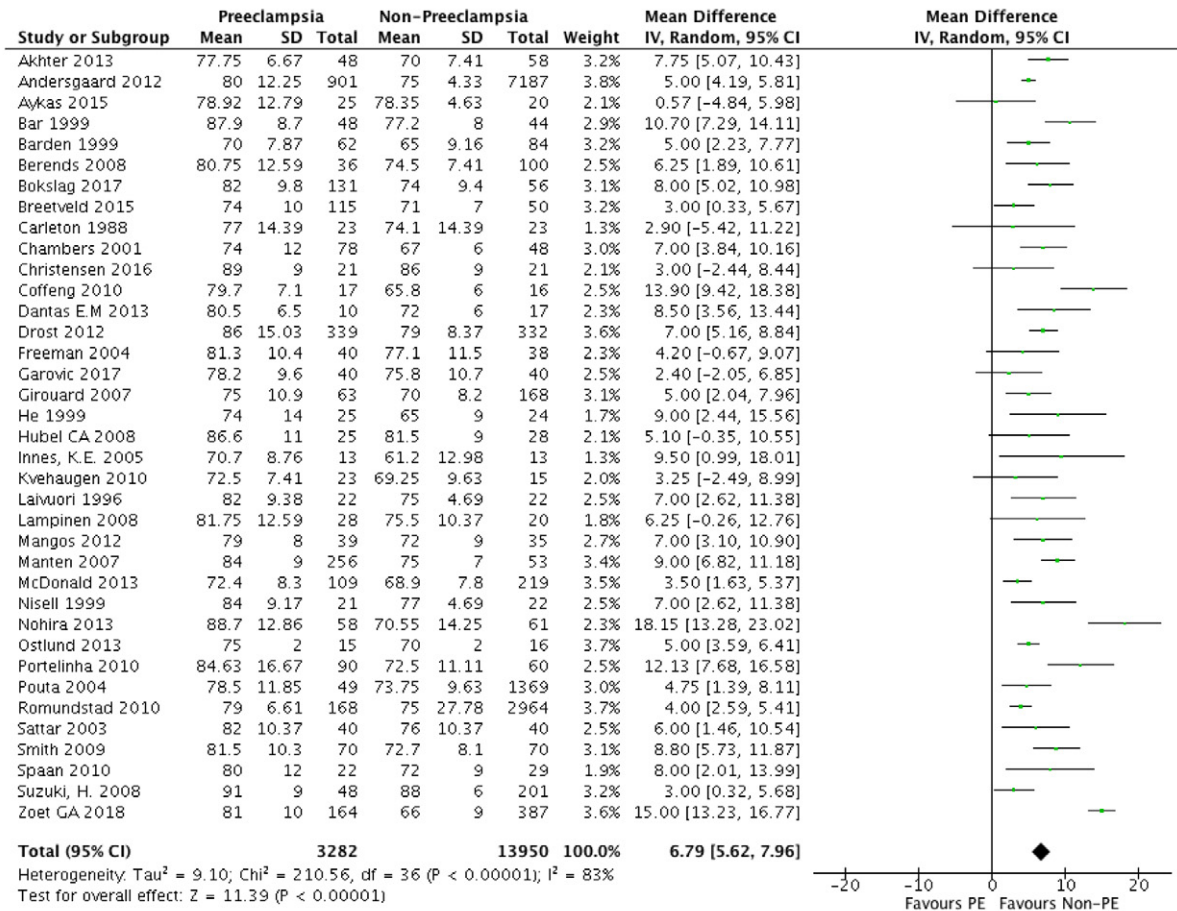 Preeclampsia Non-Preeclampsia Mean Difference Mean Difference
Study or Subgroup Mean SD Total Mean SD Total Weight IV, Random, 95% CI IV, Random, 95% CI
Akhter 2013 77.75 6.67 48 70 7.41 58 3.2% 7.75 [5.07, 10.43]
Andersgaard 2012 80 12.25 901 75 4.33 7187 3.8% 5.00 [4.19, 5.81]
Aykas 2015 78.92 12.79 25 78.35 4.63 20 2.1% 0.57 [-4.84, 5.98]
Bar 1999 87.9 8.7 48 77.2 8 44 2.9% 10.70 [7.29, 14.11]
Barden 1999 70 7.87 62 65 9.16 84 3.2% 5.00 [2.23, 7.77]
Berends 2008 80.75 12.59 36 74.5 7.41 100 2.5% 6.25 [1.89, 10.61]
Bokslag 2017 82 9.8 131 74 9.4 56 3.1% 8.00 [5.02, 10.98]
Breetveld 2015 74 10 115 71 7 50 3.2% 3.00 [0.33, 5.67]
Carleton 1988 77 14.39 23 74.1 14.39 23 1.3% 2.90 [-5.42, 11.22]
Chambers 2001 74 12 78 67 6 48 3.0% 7.00 [3.84, 10.16]
Christensen 2016 89 9 21 86 9 21 2.1% 3.00 [-2.44, 8.44]
Coffeng 2010 79.7 7.1 17 65.8 6 16 2.5% 13.90 [9.42, 18.38]
Dantas E.M 2013 80.5 6.5 10 72 6 17 2.3% 8.50 [3.56, 13.44]
Drost 2012 86 15.03 339 79 8.37 332 3.6% 7.00 [5.16, 8.84]
Freeman 2004 81.3 10.4 40 77.1 11.5 38 2.3% 4.20 [-0.67, 9.07]
Garovic 2017 78.2 9.6 40 75.8 10.7 40 2.5% 2.40 [-2.05, 6.85]
Girouard 2007 75 10.9 63 70 8.2 168 3.1% 5.00 [2.04, 7.96]
He 1999 74 14 25 65 9 24 1.7% 9.00 [2.44, 15.56]
Hubel CA 2008 86.6 11 25 81.5 9 28 2.1% 5.10 [-0.35, 10.55]
Innes, K.E. 2005 70.7 8.76 13 61.2 12.98 13 1.3% 9.50 [0.99, 18.01]
Kvehaugen 2010 72.5 7.41 23 69.25 9.63 15 2.0% 3.25 [-2.49, 8.99]
Laivuori 1996 82 9.38 22 75 4.69 22 2.5% 7.00 [2.62, 11.38]
Lampinen 2008 81.75 12.59 28 75.5 10.37 20 1.8% 6.25 [-0.26, 12.76]
Mangos 2012 79 8 39 72 9 35 2.7% 7.00 [3.10, 10.90]
Manten 2007 84 9 256 75 7 53 3.4% 9.00 [6.82, 11.18]
McDonald 2013 72.4 8.3 109 68.9 7.8 219 3.5% 3.50 [1.63, 5.37]
Nisell 1999 84 9.17 21 77 4.69 22 2.5% 7.00 [2.62, 11.38]
Nohira 2013 88.7 12.86 58 70.55 14.25 61 2.3% 18.15 [13.28, 23.02]
Ostlund 2013 75 2 15 70 2 16 3.7% 5.00 [3.59, 6.41]
Portelinha 2010 84.63 16.67 90 72.5 11.11 60 2.5% 12.13 [7.68, 16.58]
Pouta 2004 78.5 11.85 49 73.75 9.63 1369 3.0% 4.75 [1.39, 8.11]
Romundstad 2010 79 6.61 168 75 27.78 2964 3.7% 4.00 [2.59, 5.41]
Sattar 2003 82 10.37 40 76 10.37 40 2.4% 6.00 [1.46, 10.54]
Smith 2009 81.5 10.3 70 72.7 8.1 70 3.1% 8.80 [5.73, 11.87]
Spaan 2010 80 12 22 72 9 29 1.9% 8.00 [2.01, 13.99]
Suzuki, H. 2008 91 9 48 88 6 201 3.2% 3.00 [0.32, 5.68]
Zoet GA 2018 81 10 164 66 9 387 3.6% 15.00 [13.23, 16.77]
Total (95% CI) 3282 13950 100.0% 6.79 [5.62, 7.96]
Heterogeneity: Tau² = 9.10; Chi² = 210.56, df = 36 (P < 0.00001); I² = 83%
Test for overall effect: Z = 11.39 (P < 0.00001)
-20 -10 0 10 20
Favours PE Favours Non-PE